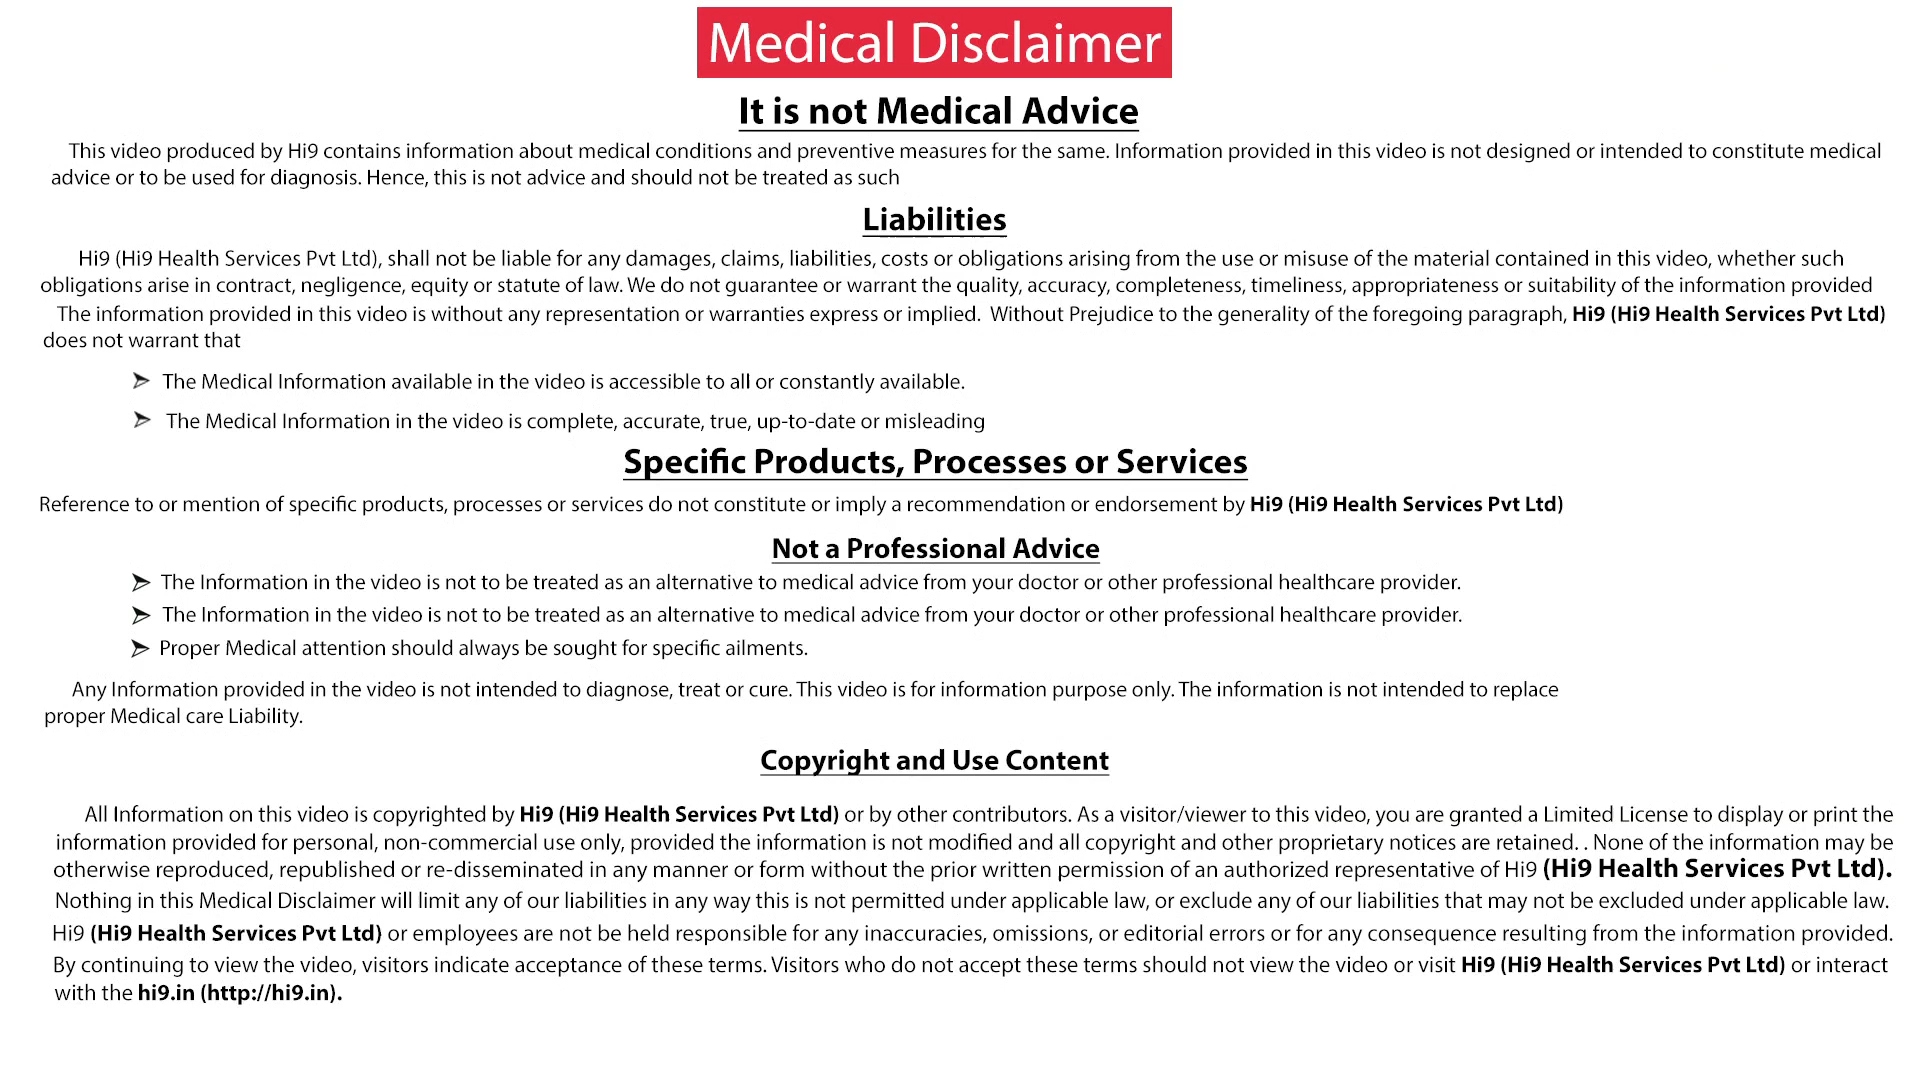 Medical Disclaimer
It is not Medical Advice
This video produced by Hi9 contains information about medical conditions and preventive measures for the same. Information provided in this video is not designed or intended to constitute medical
advice or to be used for diagnosis. Hence, this is not advice and should not be treated as such
Liabilities
Hi9 (Hi9 Health Services Pvt Ltd), shall not be liable for any damages, claims, liabilities, costs or obligations arising from the use or misuse of the material contained in this video, whether such
obligations arise in contract, negligence, equity or statute of law. We do not guarantee or warrant the quality, accuracy, completeness, timeliness, appropriateness or suitability of the information provided
The information provided in this video is without any representation or warranties express or implied. Without Prejudice to the generality of the foregoing paragraph, Hi9 (Hi9 Health Services Pvt Ltd)
does not warrant that
➢ The Medical Information available in the video is accessible to all or constantly available.
➢ The Medical Information in the video is complete, accurate, true, up-to-date or misleading
Specific Products, Processes or Services
Reference to or mention of specific products, processes or services do not constitute or imply a recommendation or endorsement by Hi9 (Hi9 Health Services Pvt Ltd)
Not a Professional Advice
➢ The Information in the video is not to be treated as an alternative to medical advice from your doctor or other professional healthcare provider.
➢ The Information in the video is not to be treated as an alternative to medical advice from your doctor or other professional healthcare provider.
➢ Proper Medical attention should always be sought for specific ailments.
Any Information provided in the video is not intended to diagnose, treat or cure. This video is for information purpose only. The information is not intended to replace
proper Medical care Liability.
Copyright and Use Content
All Information on this video is copyrighted by Hi9 (Hi9 Health Services Pvt Ltd) or by other contributors. As a visitor/viewer to this video, you are granted a Limited License to display or print the
information provided for personal, non-commercial use only, provided the information is not modified and all copyright and other proprietary notices are retained. . None of the information may be
otherwise reproduced, republished or re-disseminated in any manner or form without the prior written permission of an authorized representative of Hi9 (Hi9 Health Services Pvt Ltd).
Nothing in this Medical Disclaimer will limit any of our liabilities in any way this is not permitted under applicable law, or exclude any of our liabilities that may not be excluded under applicable law.
Hi9 (Hi9 Health Services Pvt Ltd) or employees are not be held responsible for any inaccuracies, omissions, or editorial errors or for any consequence resulting from the information provided.
By continuing to view the video, visitors indicate acceptance of these terms. Visitors who do not accept these terms should not view the video or visit Hi9 (Hi9 Health Services Pvt Ltd) or interact
with the hi9.in (http://hi9.in).